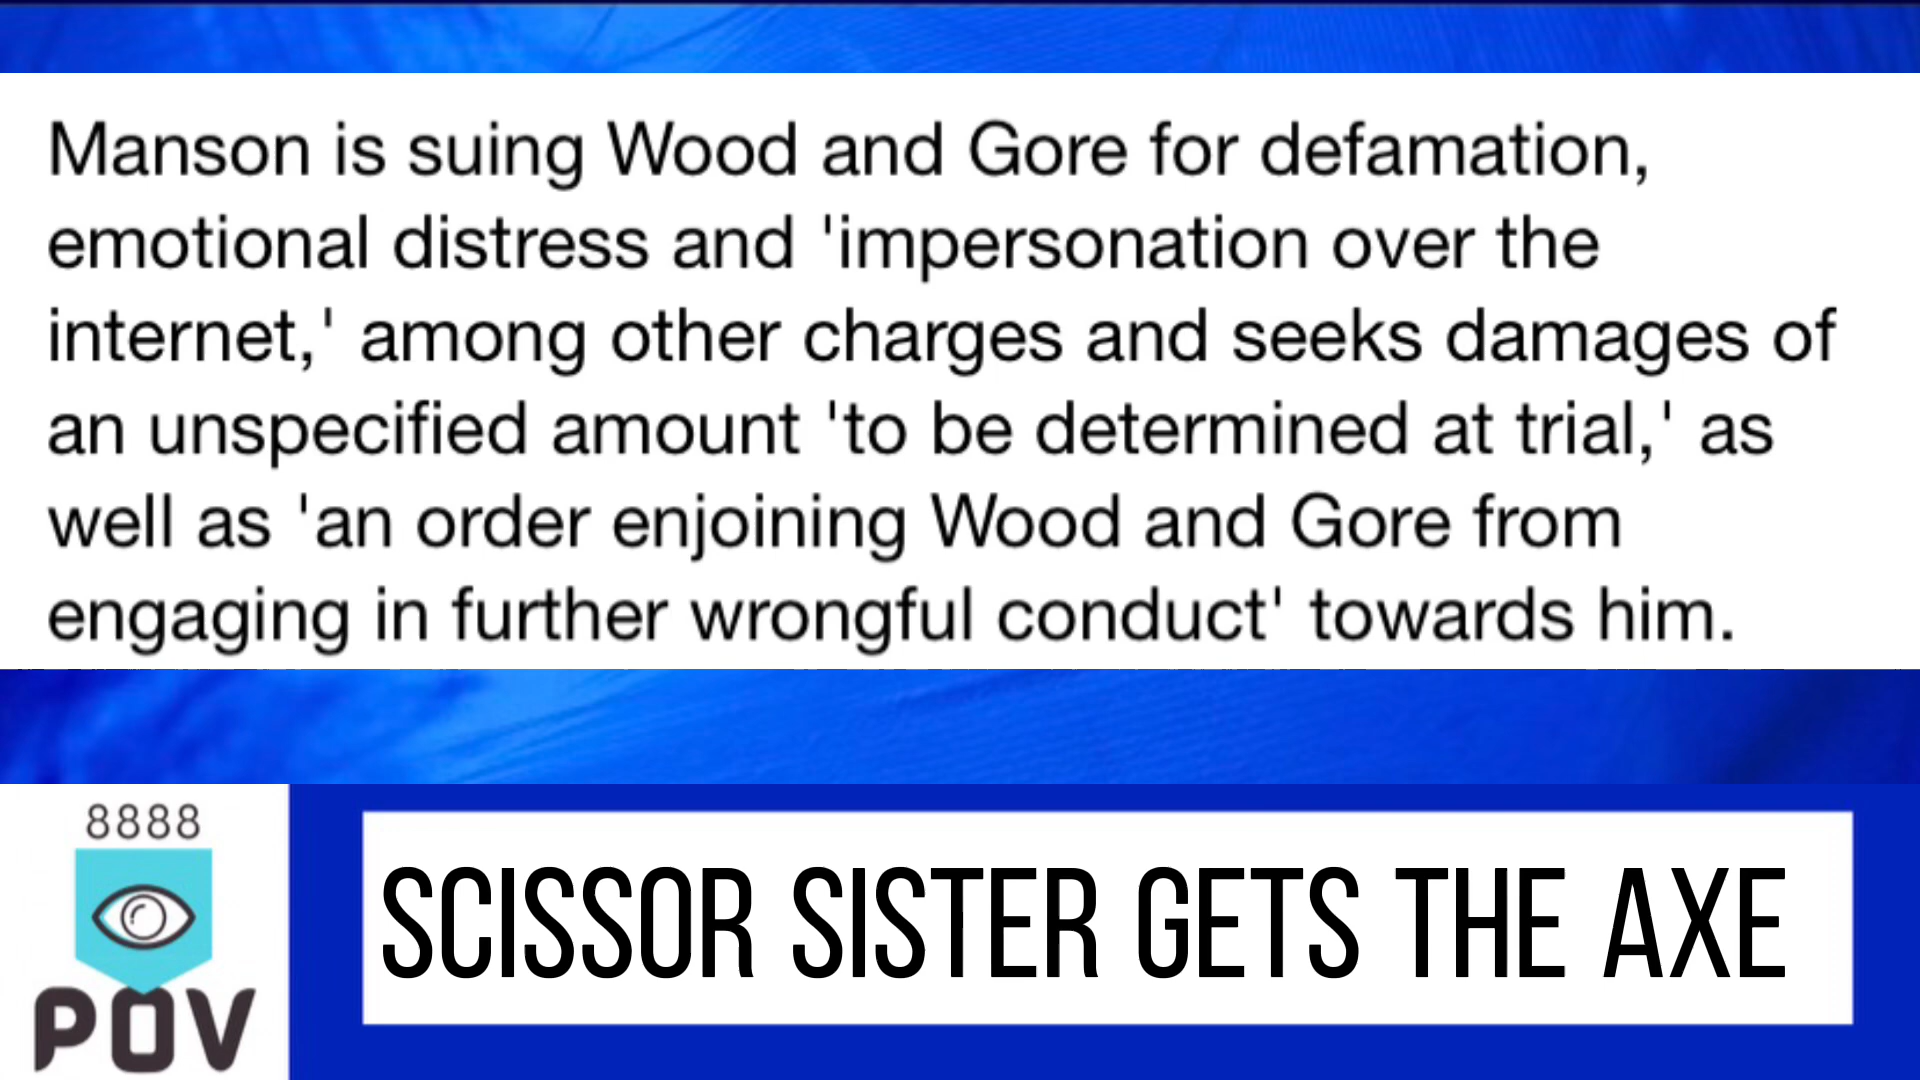 Manson is suing Wood and Gore for defamation,
emotional distress and 'impersonation over the
internet,' among other charges and seeks damages of
an unspecified amount 'to be determined at trial,' as
well as 'an order enjoining Wood and Gore from
engaging in further wrongful conduct' towards him.
8888
POV
SCISSOR SISTER GETS THE AXE